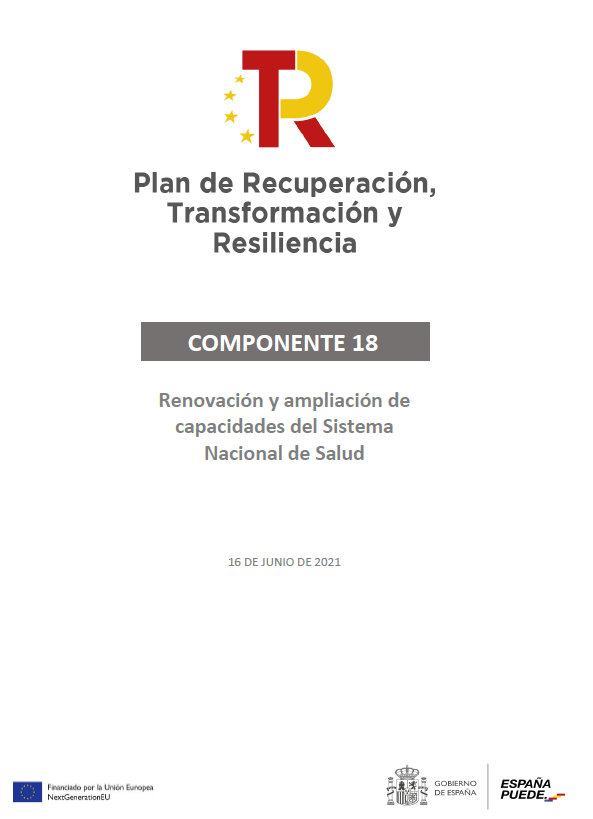 TR
Plan de Recuperación,
Transformación y
Resiliencia
COMPONENTE 18
Renovación y ampliación de
capacidades del Sistema
Nacional de Salud
16 DE JUNIO DE 2021
Financiado por la Unión Europea
NextGenerationEU
GOBIERNO
DE ESPAÑA
ESPAÑA
PUEDE.